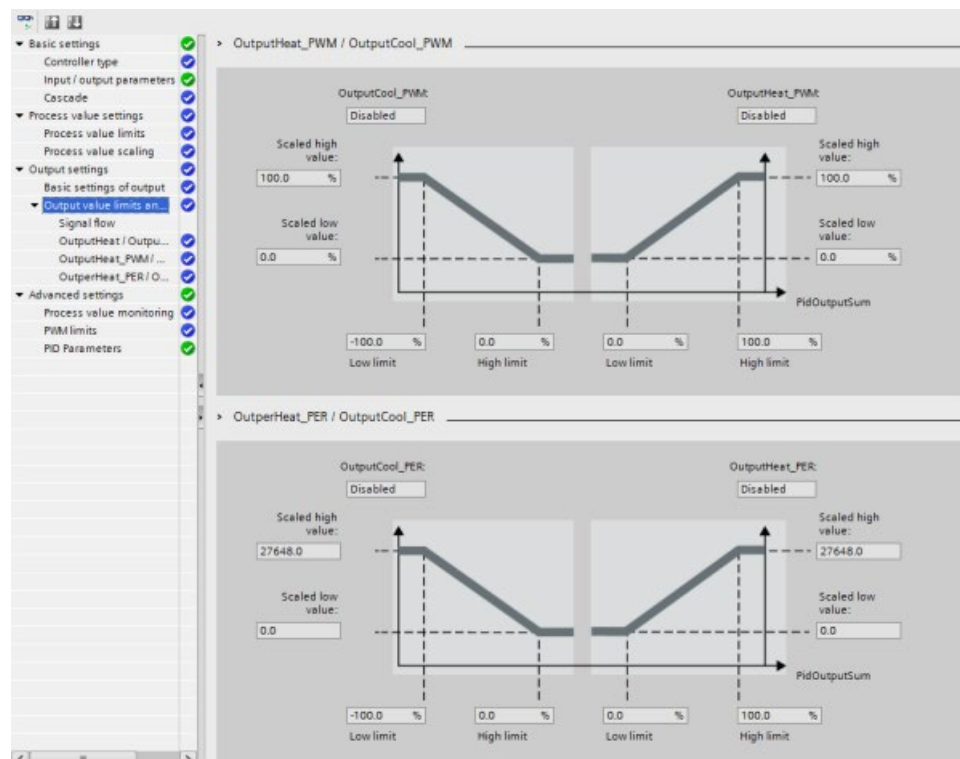 Basic settings
Controller type
Input / output parameters
Cascade
Process value settings
Process value limits
Process value scaling
Output settings
Basic settings of output
Output value limits an...
Signal flow
OutputHeat / Outpu...
OutputHeat_PWM / ...
OutperHeat_PER / O...
Advanced settings
Process value monitoring
PWM limits
PID Parameters
OutputHeat_PWM / OutputCool_PWM
OutputCool_PWM:
Disabled
OutputHeat_PWM:
Disabled
Scaled high
value:
100.0 %
Scaled high
value:
100.0 %
Scaled low
value:
0.0 %
Scaled low
value:
0.0 %
PidOutputSum
-100.0 %
0.0 %
0.0 %
100.0 %
Low limit
High limit
Low limit
High limit
OutperHeat_PER / OutputCool_PER
OutputCool_PER:
Disabled
OutputHeat_PER:
Disabled
Scaled high
value:
27648.0
Scaled high
value:
27648.0
Scaled low
value:
0.0
Scaled low
value:
0.0
PidOutputSum
-100.0 %
0.0 %
0.0 %
100.0 %
Low limit
High limit
Low limit
High limit